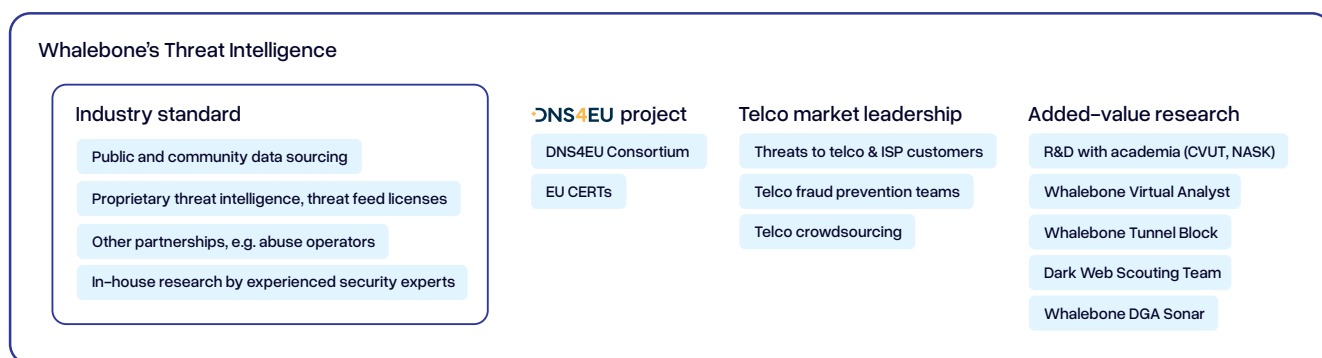 Whalebone's Threat Intelligence
Industry standard
Public and community data sourcing
Proprietary threat intelligence, threat feed licenses
Other partnerships, e.g. abuse operators
In-house research by experienced security experts
DNS4EU project
DNS4EU Consortium
EU CERTs
Telco market leadership
Threats to telco & ISP customers
Telco fraud prevention teams
Telco crowdsourcing
Added-value research
R&D with academia (CVUT, NASK)
Whalebone Virtual Analyst
Whalebone Tunnel Block
Dark Web Scouting Team
Whalebone DGA Sonar